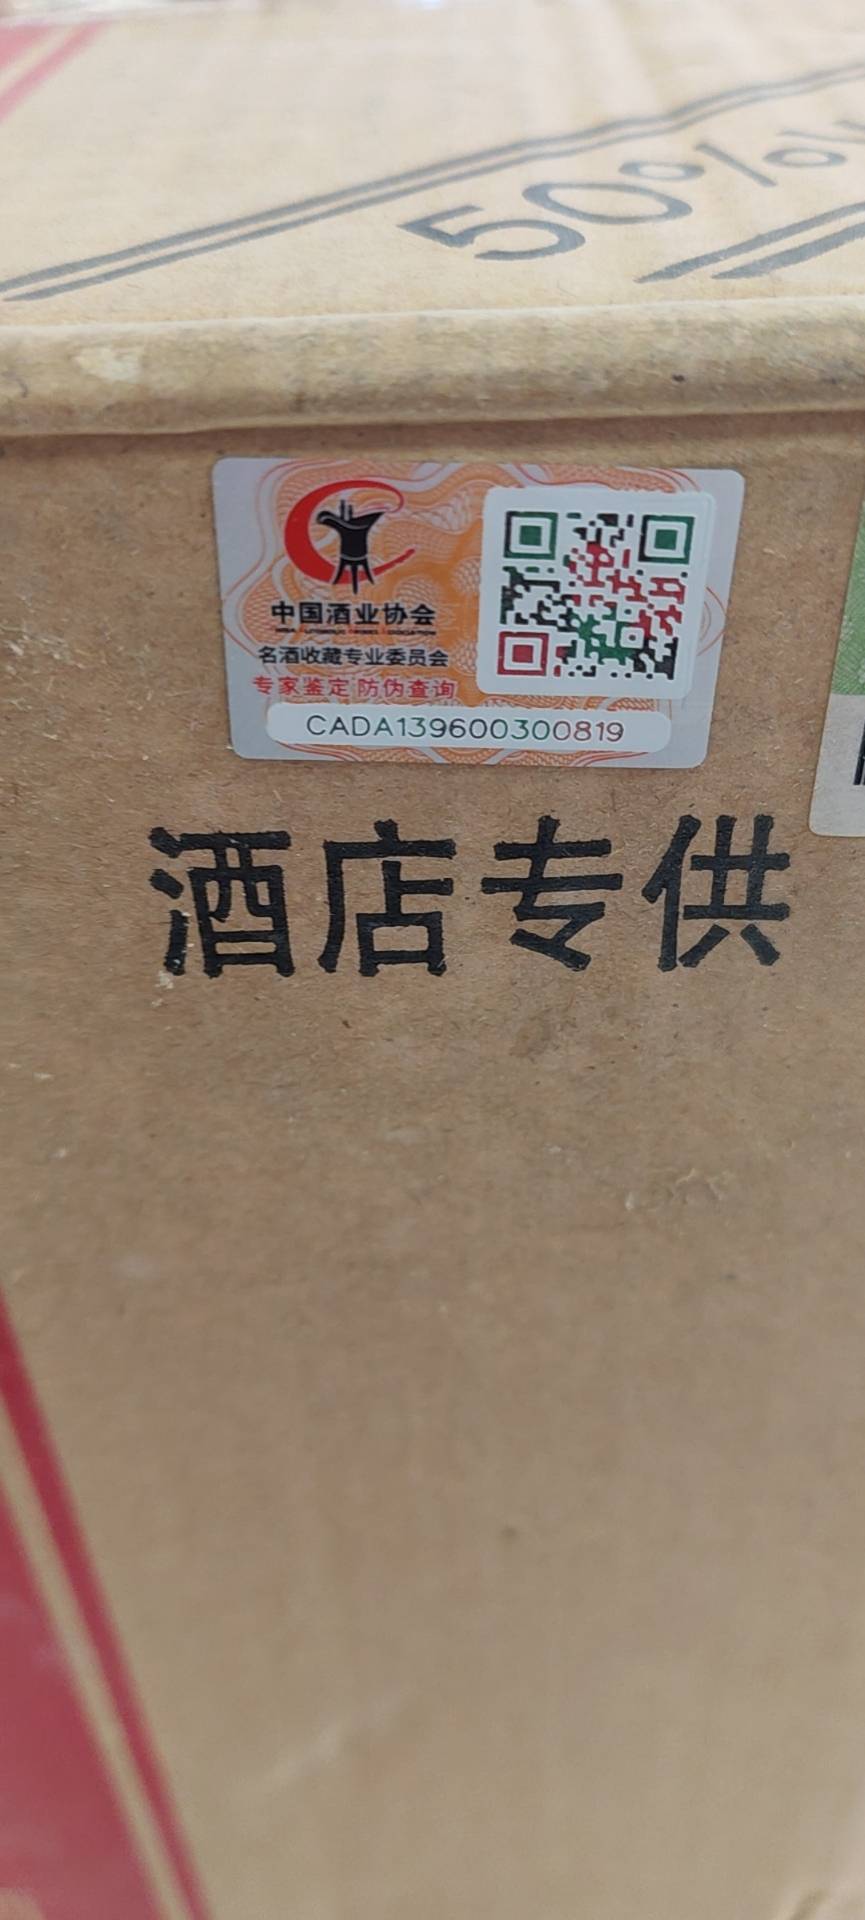 50%
中国酒业协会
名酒收藏专业委员会
专家鉴定 防伪查询
CADA139600300819
酒店专供